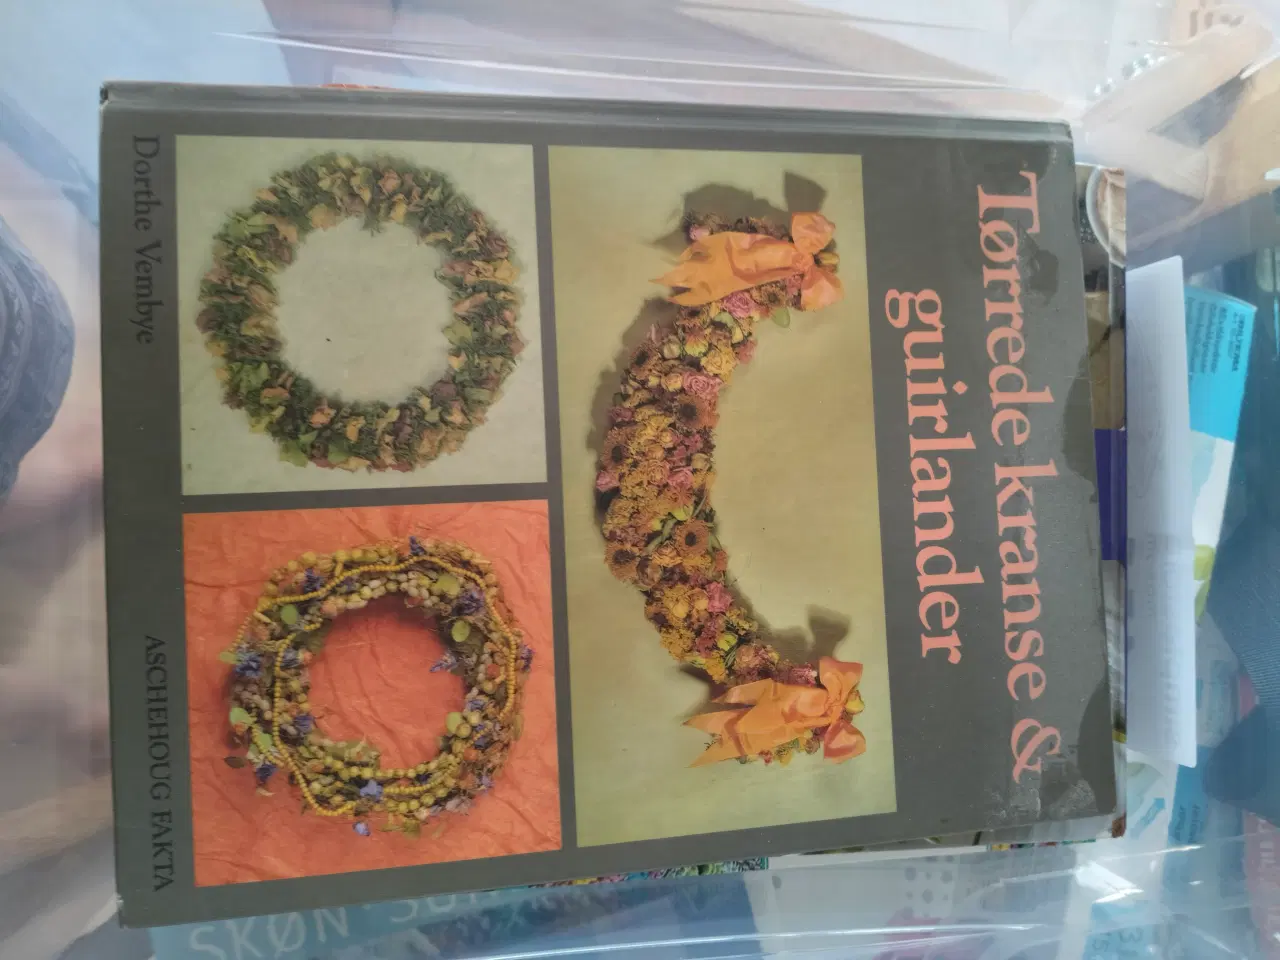 Tørrede kranse &
guirlander
Dorthe Vembye
ASCHEHOUG FAKTA
SKØN